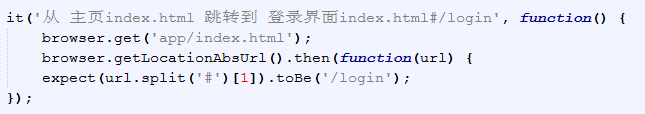 it('从 主页index.html 跳转到 登录界面index.html#/login', function() {
browser.get('app/index.html');
browser.getLocationAbsUrl().then(function(url) {
expect(url.split('#')[1]).toBe('/login');
});